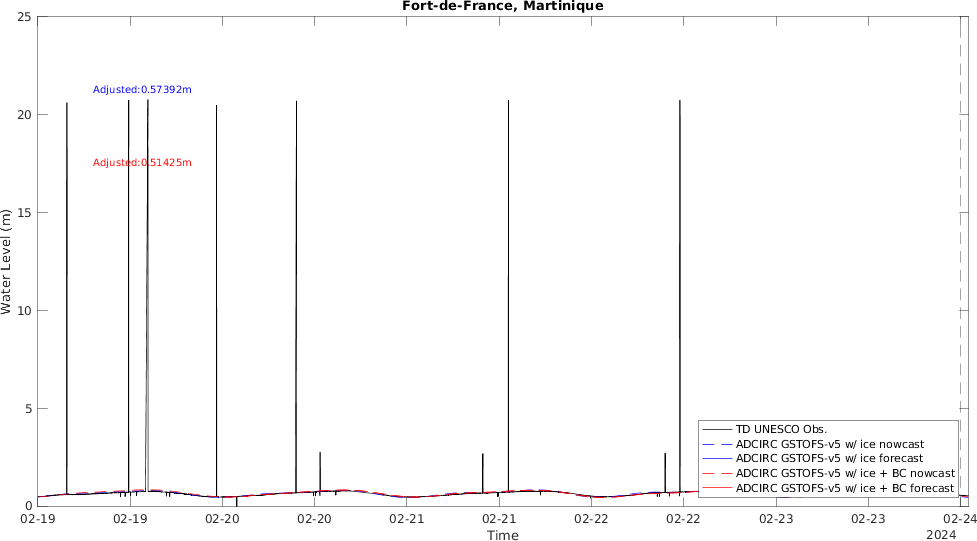 Fort-de-France, Martinique
25
20
15
10
5
0
Water Level (m)
Adjusted:0.57392m
Adjusted:0.51425m
TD UNESCO Obs.
ADCIRC GSTOFS-v5 w/ ice nowcast
ADCIRC GSTOFS-v5 w/ ice forecast
ADCIRC GSTOFS-v5 w/ ice + BC nowcast
ADCIRC GSTOFS-v5 w/ ice + BC forecast
02-19 02-19 02-20 02-20 02-21 02-21 02-22 02-22 02-23 02-23 02-24
Time
2024